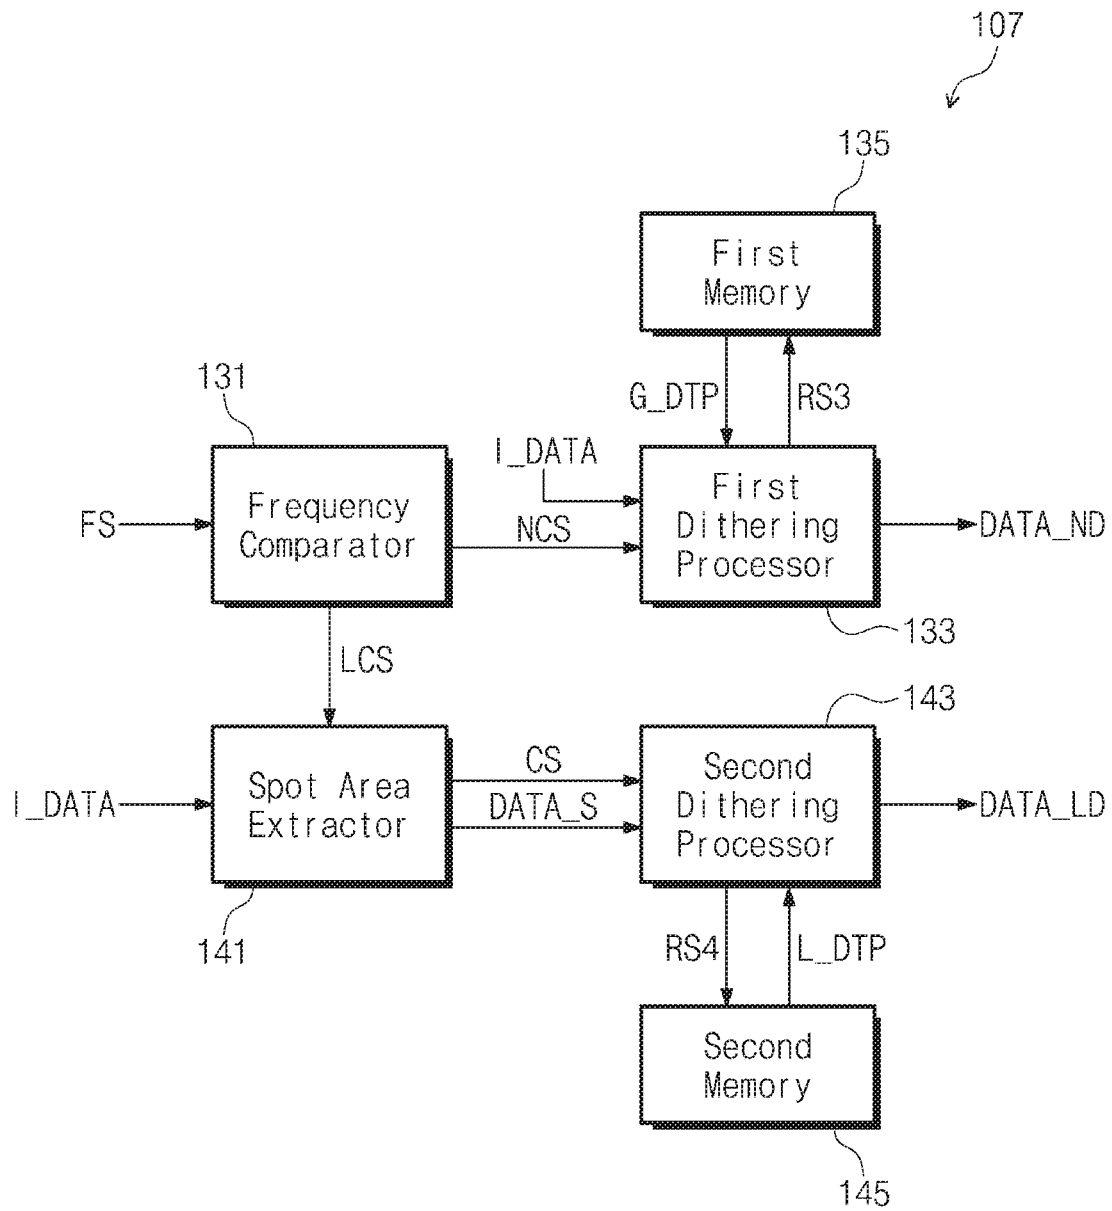 107
135
First
Memory
131
G_DTP
RS3
I_DATA
FS
Frequency
Comparator
NCS
First
Dithering
Processor
DATA_ND
133
LCS
143
I_DATA
Spot Area
Extractor
CS
DATA_S
Second
Dithering
Processor
DATA_LD
141
RS4
L_DTP
Second
Memory
145